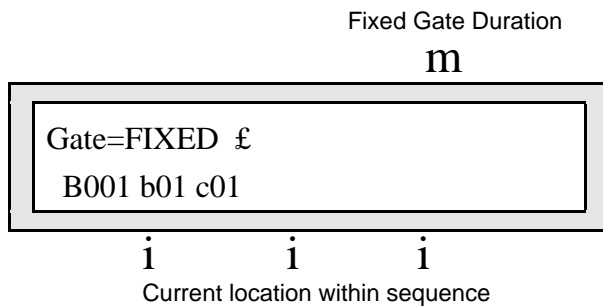 Fixed Gate Duration
m
Gate=FIXED £
B001 b01 c01
i i i
Current location within sequence